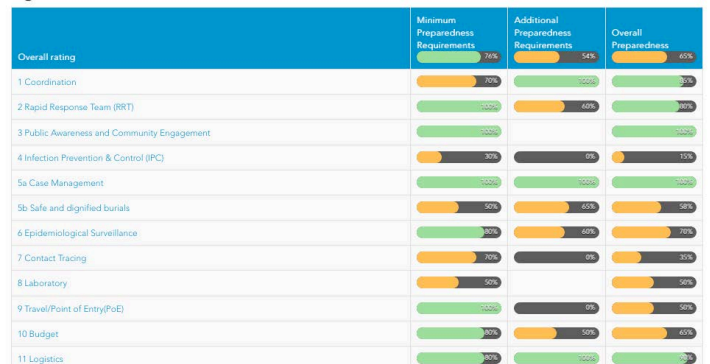 Minimum Additional
Preparedness Preparedness Overall
Requirements Requirements Preparedness
Overall rating 76% 54% 65%
1 Coordination 70% 100% 85%
2 Rapid Response Team (RRT) 100% 60% 80%
3 Public Awareness and Community Engagement 100% 100%
4 Infection Prevention & Control (IPC) 30% 0% 15%
5a Case Management 100% 100% 100%
5b Safe and dignified burials 50% 65% 58%
6 Epidemiological Surveillance 80% 60% 70%
7 Contact Tracing 70% 0% 35%
8 Laboratory 50% 50%
9 Travel/Point of Entry(PoE) 100% 0% 50%
10 Budget 80% 50% 65%
11 Logistics 80% 100% 90%